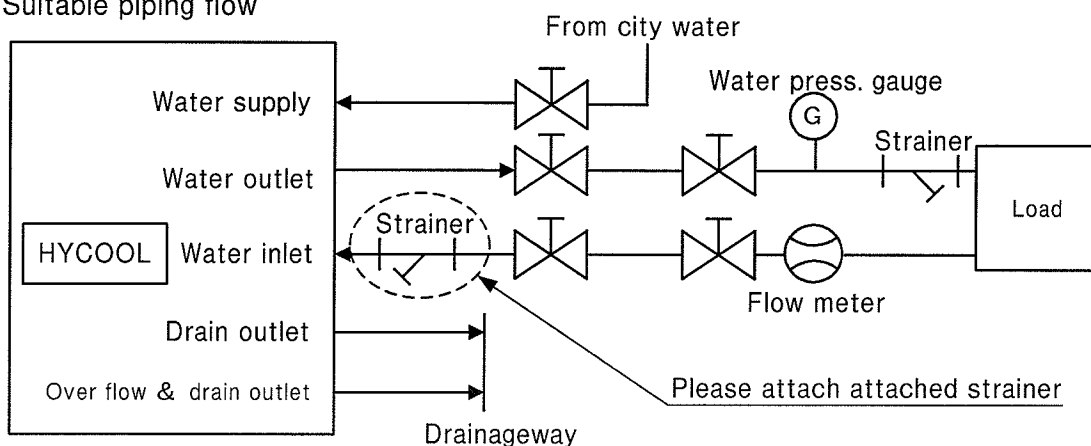 Suitable piping flow
From city water
Water supply
Water press. gauge
G
Strainer
Water outlet
Load
Strainer
HYCOOL
Water inlet
Flow meter
Drain outlet
Over flow & drain outlet
Please attach attached strainer
Drainageway